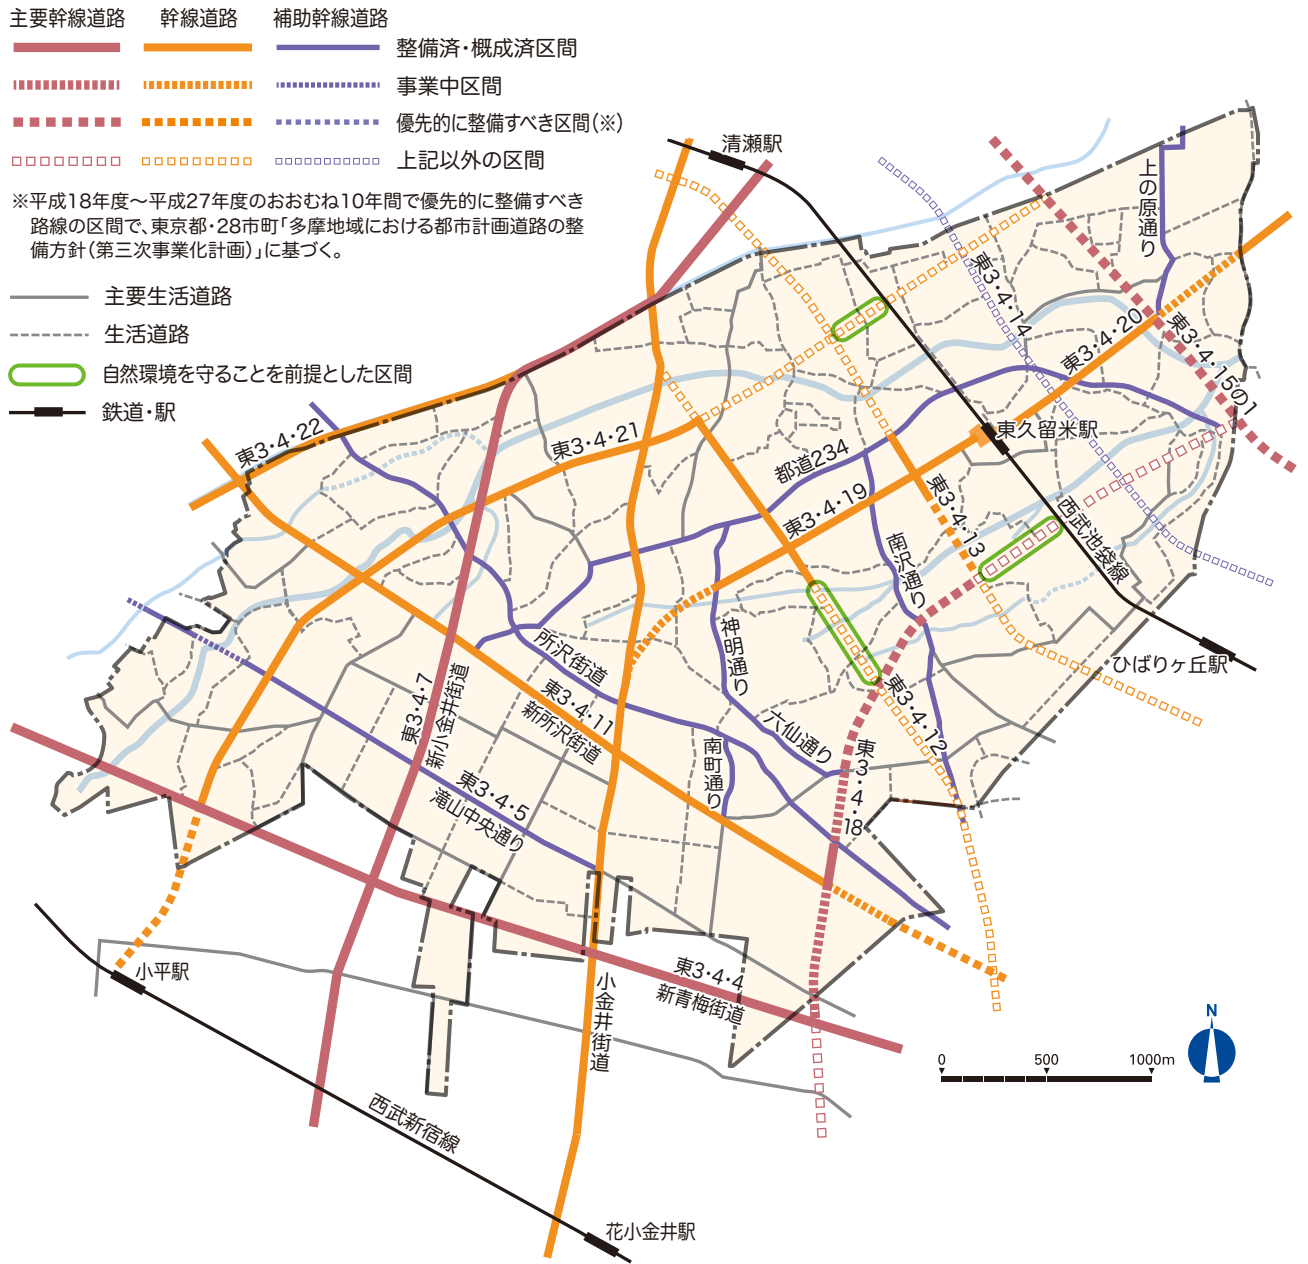 主要幹線道路 幹線道路 補助幹線道路
整備済・概成済区間
事業中区間
優先的に整備すべき区間(※)
上記以外の区間
※平成18年度～平成27年度のおおむね10年間で優先的に整備すべき
路線の区間で、東京都・28市町「多摩地域における都市計画道路の整
備方針(第三次事業化計画)」に基づく。
主要生活道路
生活道路
自然環境を守ることを前提とした区間
鉄道・駅
清瀬駅
上の原通り
東3・4・14
東3・4・20
東3・4・15の1
東久留米駅
東3・4・22
東3・4・21
都道234
東3・4・19
東3・4・13
西武池袋線
南沢通り
神明通り
ひばりヶ丘駅
所沢街道
東3・4・7
新小金井街道
東3・4・11
新所沢街道
六仙通り
南町通り
東3・4・12
東3・4・18
東3・4・5
滝山中央通り
東3・4・4
新青梅街道
小金井街道
小平駅
西武新宿線
花小金井駅
N
0 500 1000m